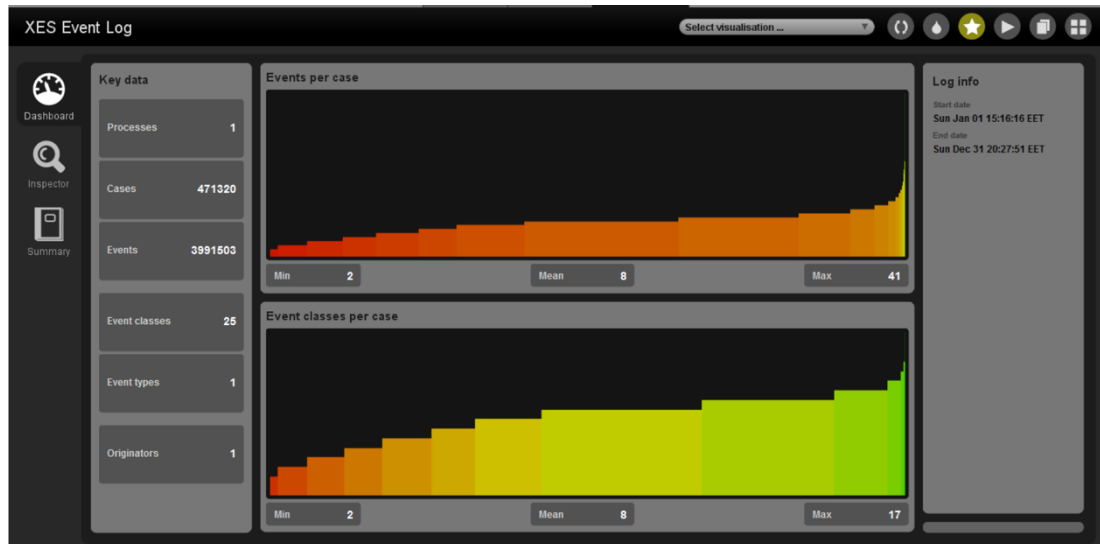 XES Event Log
Select visualisation ...
Dashboard
Inspector
Summary
Key data
Processes 1
Cases 471320
Events 3991503
Event classes 25
Event types 1
Originators 1
Events per case
Min 2 Mean 8 Max 41
Event classes per case
Min 2 Mean 8 Max 17
Log info
Start date
Sun Jan 01 15:16:16 EET
End date
Sun Dec 31 20:27:51 EET